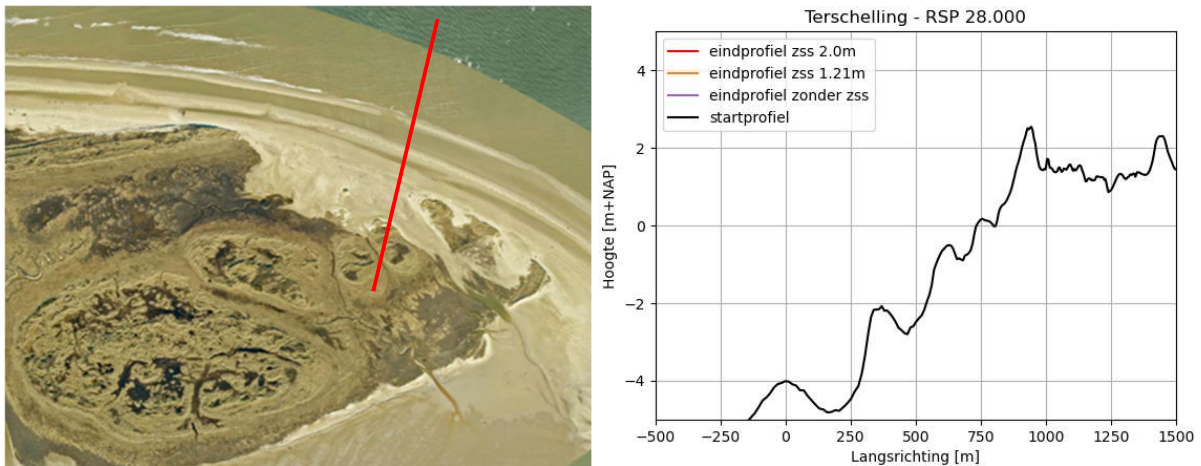 Terschelling - RSP 28.000
eindprofiel zss 2.0m
eindprofiel zss 1.21m
eindprofiel zonder zss
startprofiel
Hoogte [m+NAP]
4
2
0
−2
−4
−500 −250 0 250 500 750 1000 1250 1500
Langsrichting [m]